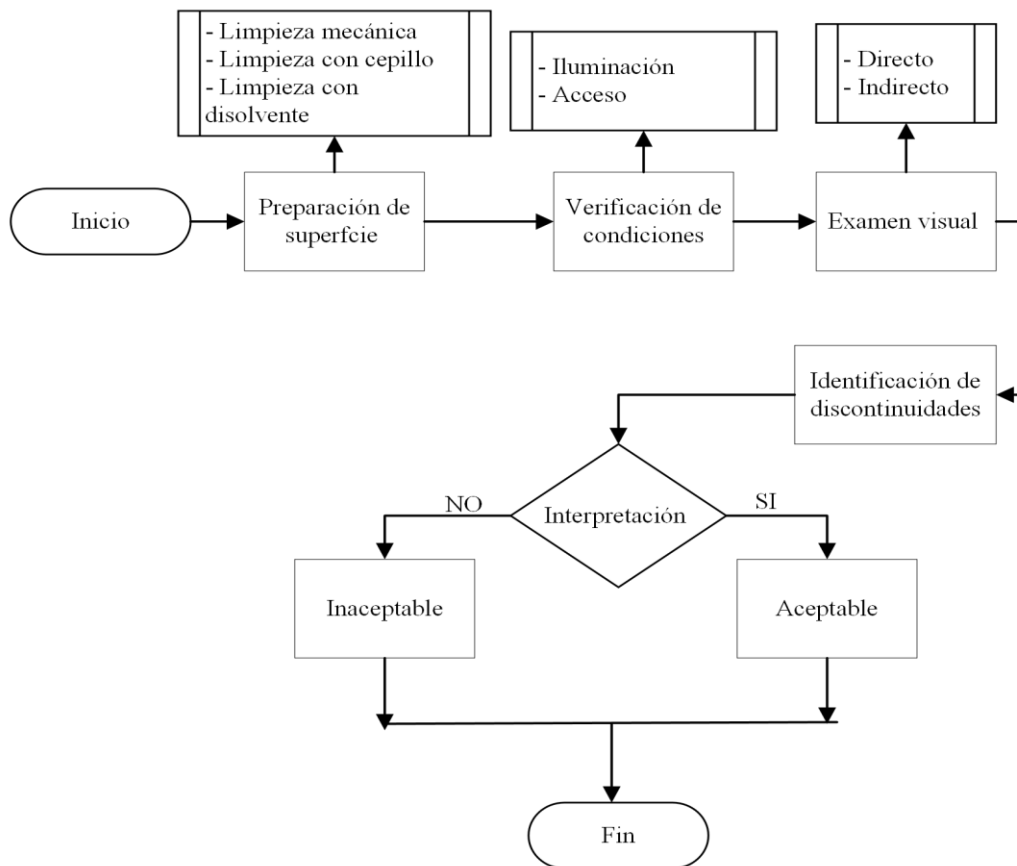 - Limpieza mecánica
- Limpieza con cepillo
- Limpieza con
disolvente
- Iluminación
- Acceso
- Directo
- Indirecto
Inicio
Preparación de
superfcie
Verificación de
condiciones
Examen visual
Identificación de
discontinuidades
NO
Interpretación
SI
Inaceptable
Aceptable
Fin